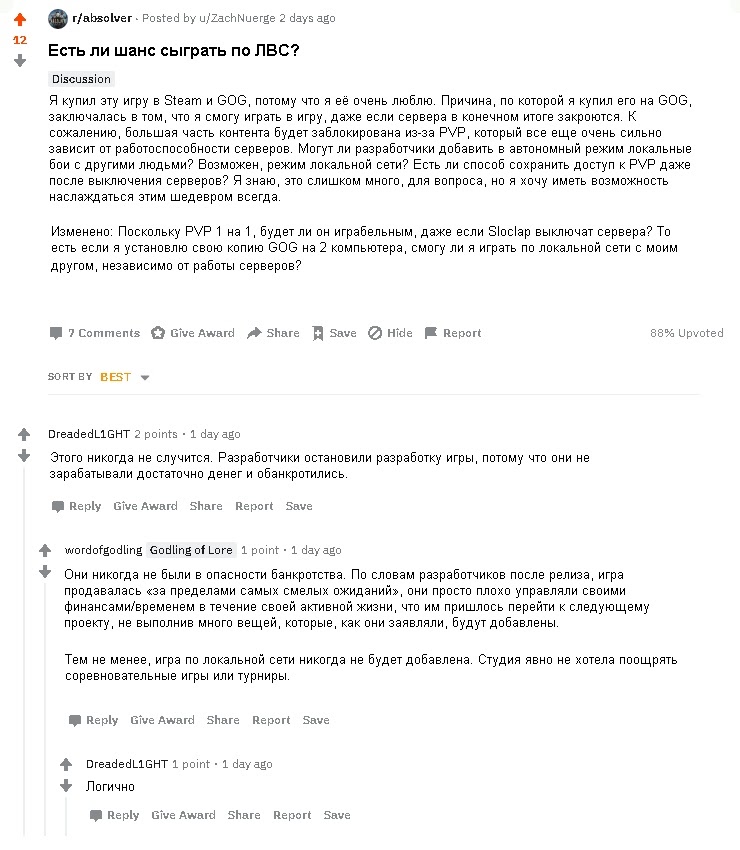 r/absolver · Posted by u/ZachNuerge 2 days ago
12
Есть ли шанс сыграть по ЛВС?
Discussion
Я купил эту игру в Steam и GOG, потому что я её очень люблю. Причина, по которой я купил его на GOG,
заключалась в том, что я смогу играть в игру, даже если сервера в конечном итоге закроются. К
сожалению, большая часть контента будет заблокирована из-за PVP, который все еще очень сильно
зависит от работоспособности серверов. Могут ли разработчики добавить в автономный режим локальные
бои с другими людьми? Возможен, режим локальной сети? Есть ли способ сохранить доступ к PVP даже
после выключения серверов? Я знаю, это слишком много, для вопроса, но я хочу иметь возможность
наслаждаться этим шедевром всегда.
Изменено: Поскольку PVP 1 на 1, будет ли он играбельным, даже если Sloclap выключат сервера? То
есть если я установлю свою копию GOG на 2 компьютера, смогу ли я играть по локальной сети с моим
другом, независимо от работы серверов?
7 Comments Give Award Share Save Hide Report 88% Upvoted
SORT BY BEST
DreadedL1GHT 2 points · 1 day ago
Этого никогда не случится. Разработчики остановили разработку игры, потому что они не
зарабатывали достаточно денег и обанкротились.
Reply Give Award Share Report Save
wordofgodling Godling of Lore 1 point · 1 day ago
Они никогда не были в опасности банкротства. По словам разработчиков после релиза, игра
продавалась «за пределами самых смелых ожиданий», они просто плохо управляли своими
финансами/временем в течение своей активной жизни, что им пришлось перейти к следующему
проекту, не выполнив много вещей, которые, как они заявляли, будут добавлены.
Тем не менее, игра по локальной сети никогда не будет добавлена. Студия явно не хотела поощрять
соревновательные игры или турниры.
Reply Give Award Share Report Save
DreadedL1GHT 1 point · 1 day ago
Логично
Reply Give Award Share Report Save